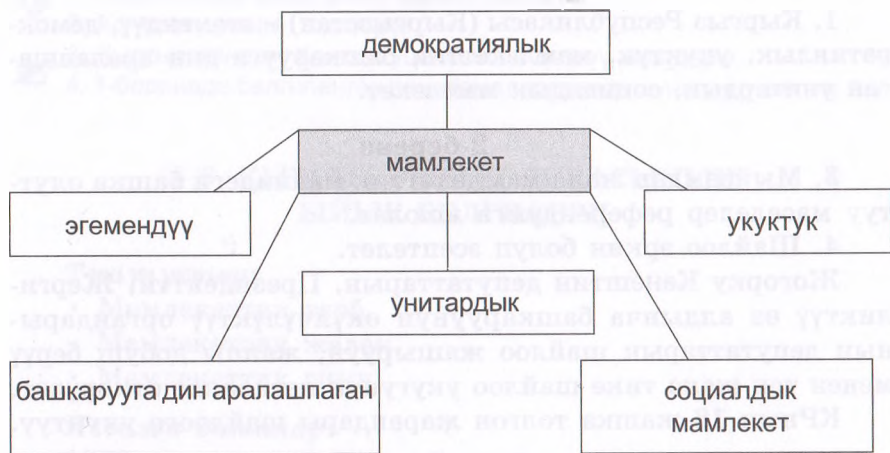 демократиялык
мамлекет
эгемендүү
укуктук
унитардык
башкарууга дин аралашпаган
социалдык
мамлекет